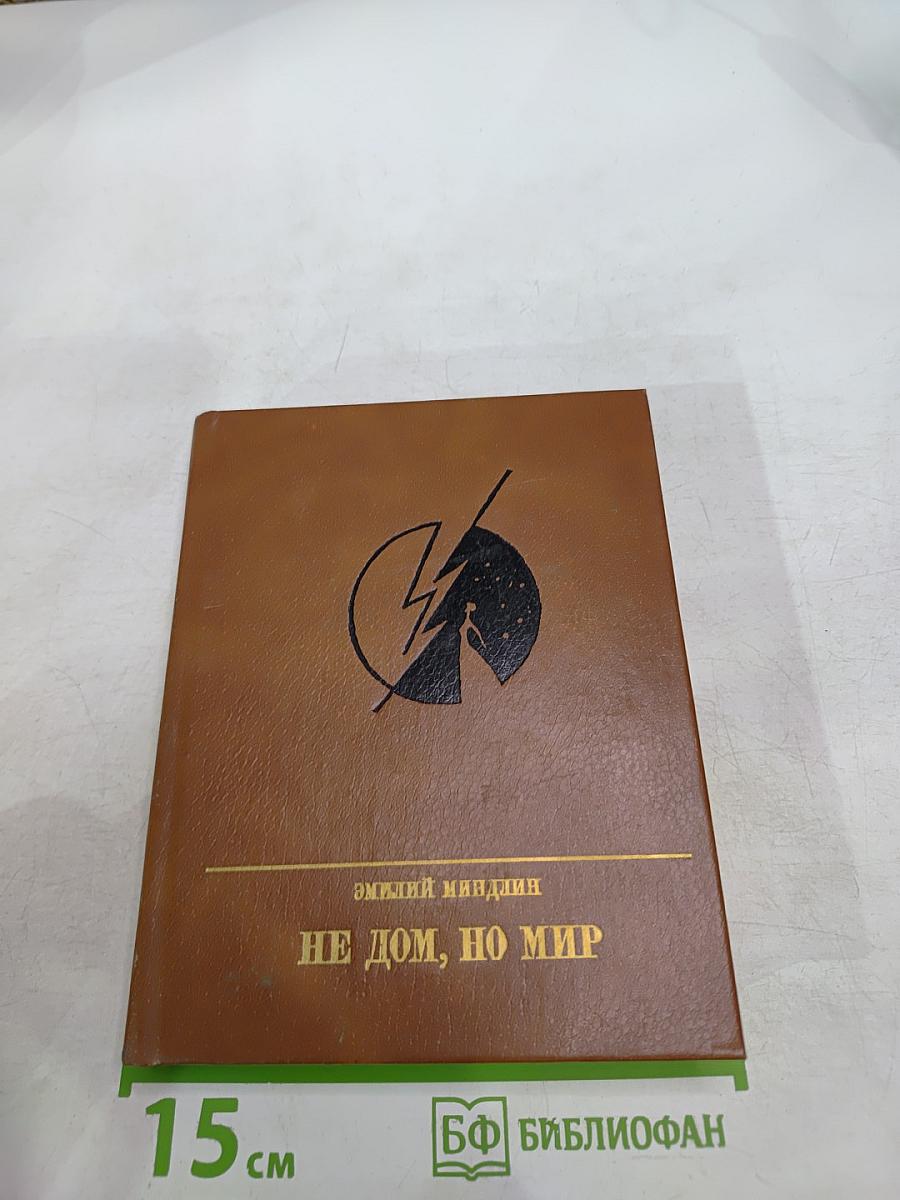 ЭМИЛИЙ МИНДЛИН
НЕ ДОМ, НО МИР
15 см
БФ БИБЛИОФАН